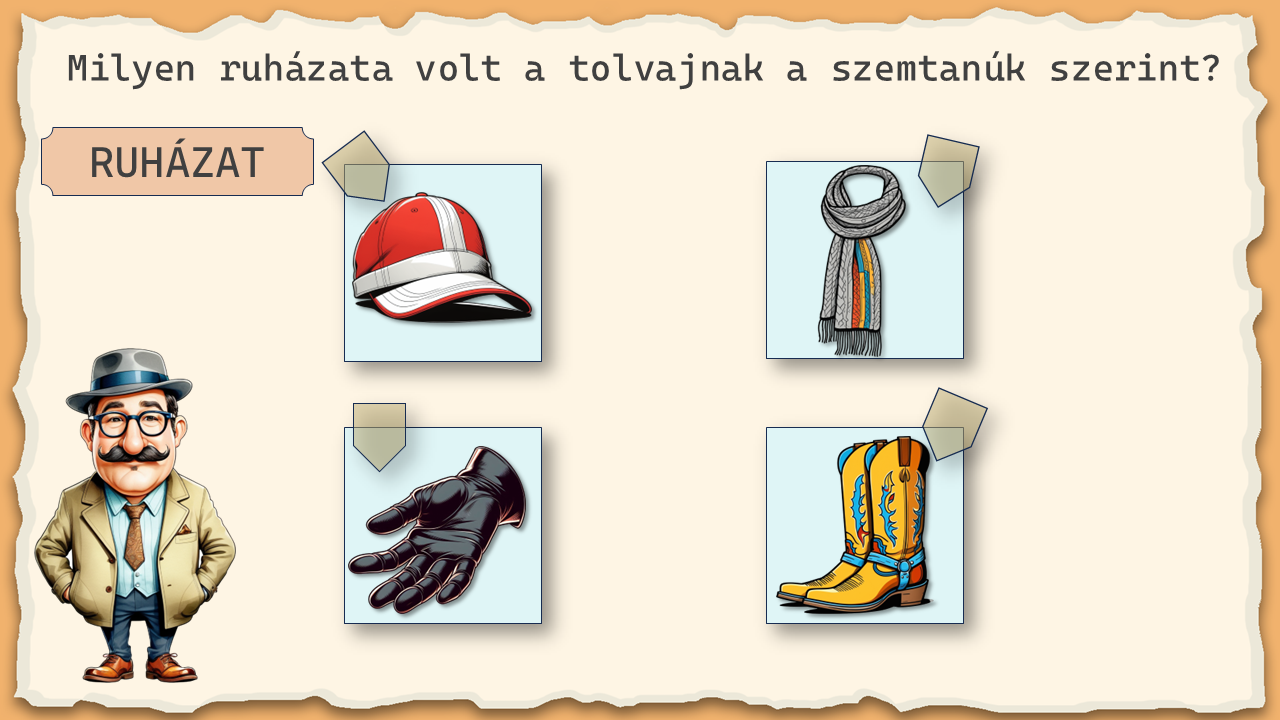 Milyen ruházata volt a tolvajnak a szemtanúk szerint?
RUHÁZAT